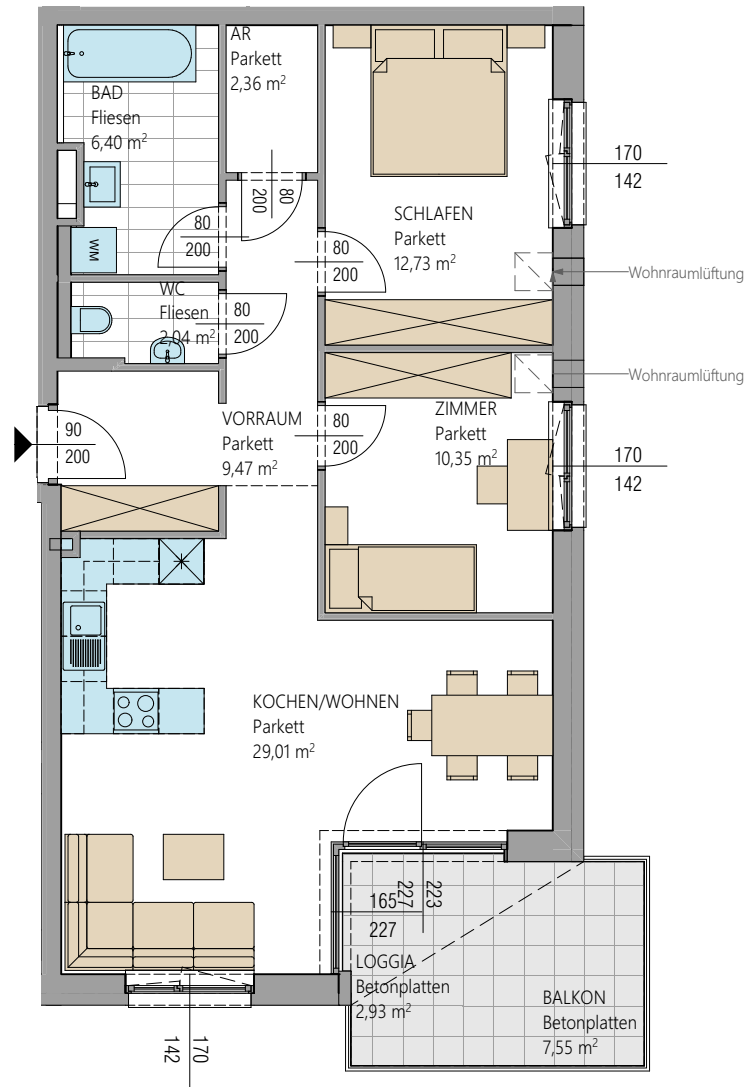 AR
Parkett
2,36 m²
BAD
Fliesen
6,40 m²
170
142
80
200
SCHLAFEN
Parkett
12,73 m²
80
200
80
200
Wohnraumlüftung
WM
WC
Fliesen
2,04 m²
80
200
Wohnraumlüftung
ZIMMER
Parkett
10,35 m²
VORRAUM
Parkett
9,47 m²
80
200
90
200
170
142
KOCHEN/WOHNEN
Parkett
29,01 m²
223
227
165
227
LOGGIA
Betonplatten
2,93 m²
BALKON
Betonplatten
7,55 m²
170
142